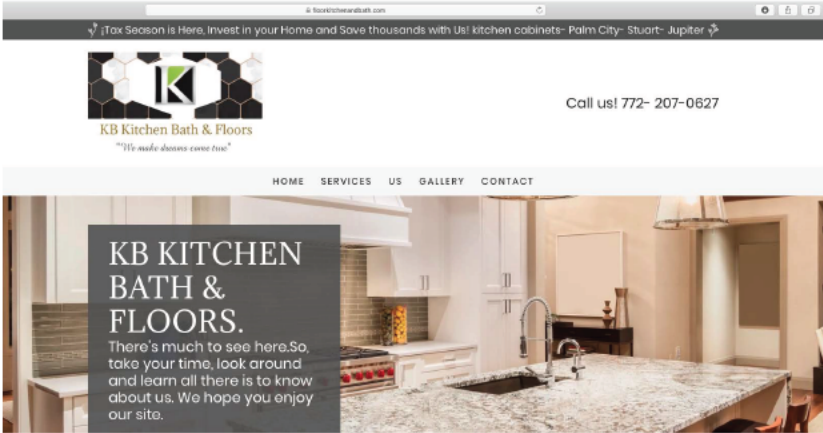 floorkitchenandbath.com
¡Tax Season is Here, Invest in your Home and Save thousands with Us! kitchen cabinets- Palm City- Stuart- Jupiter
K
KB Kitchen Bath & Floors
""We make dreams come true"
Call us! 772- 207-0627
HOME SERVICES US GALLERY CONTACT
KB KITCHEN
BATH &
FLOORS.
There's much to see here.So,
take your time, look around
and learn all there is to know
about us. We hope you enjoy
our site.